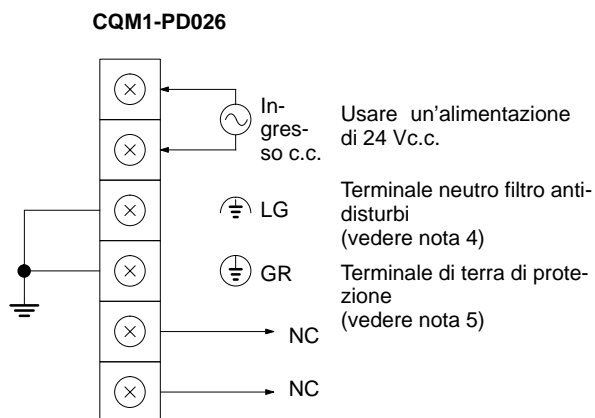 CQM1-PD026
In-
gres-
so c.c.
Usare un'alimentazione
di 24 Vc.c.
LG
Terminale neutro filtro anti-
disturbi
(vedere nota 4)
GR
Terminale di terra di prote-
zione
(vedere nota 5)
NC
NC